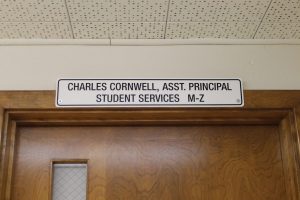 CHARLES CORNWELL, ASST. PRINCIPAL
STUDENT SERVICES M-Z